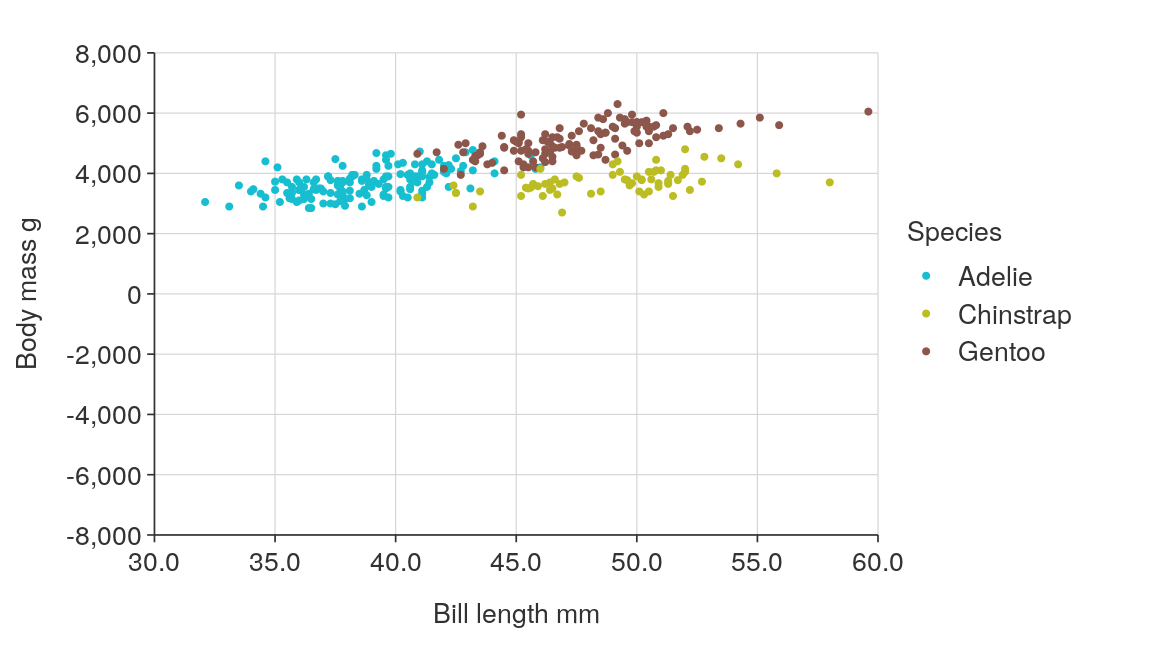 8,000
6,000
4,000
2,000
0
-2,000
-4,000
-6,000
-8,000
Body mass g
30.0 35.0 40.0 45.0 50.0 55.0 60.0
Bill length mm
Species
Adelie
Chinstrap
Gentoo